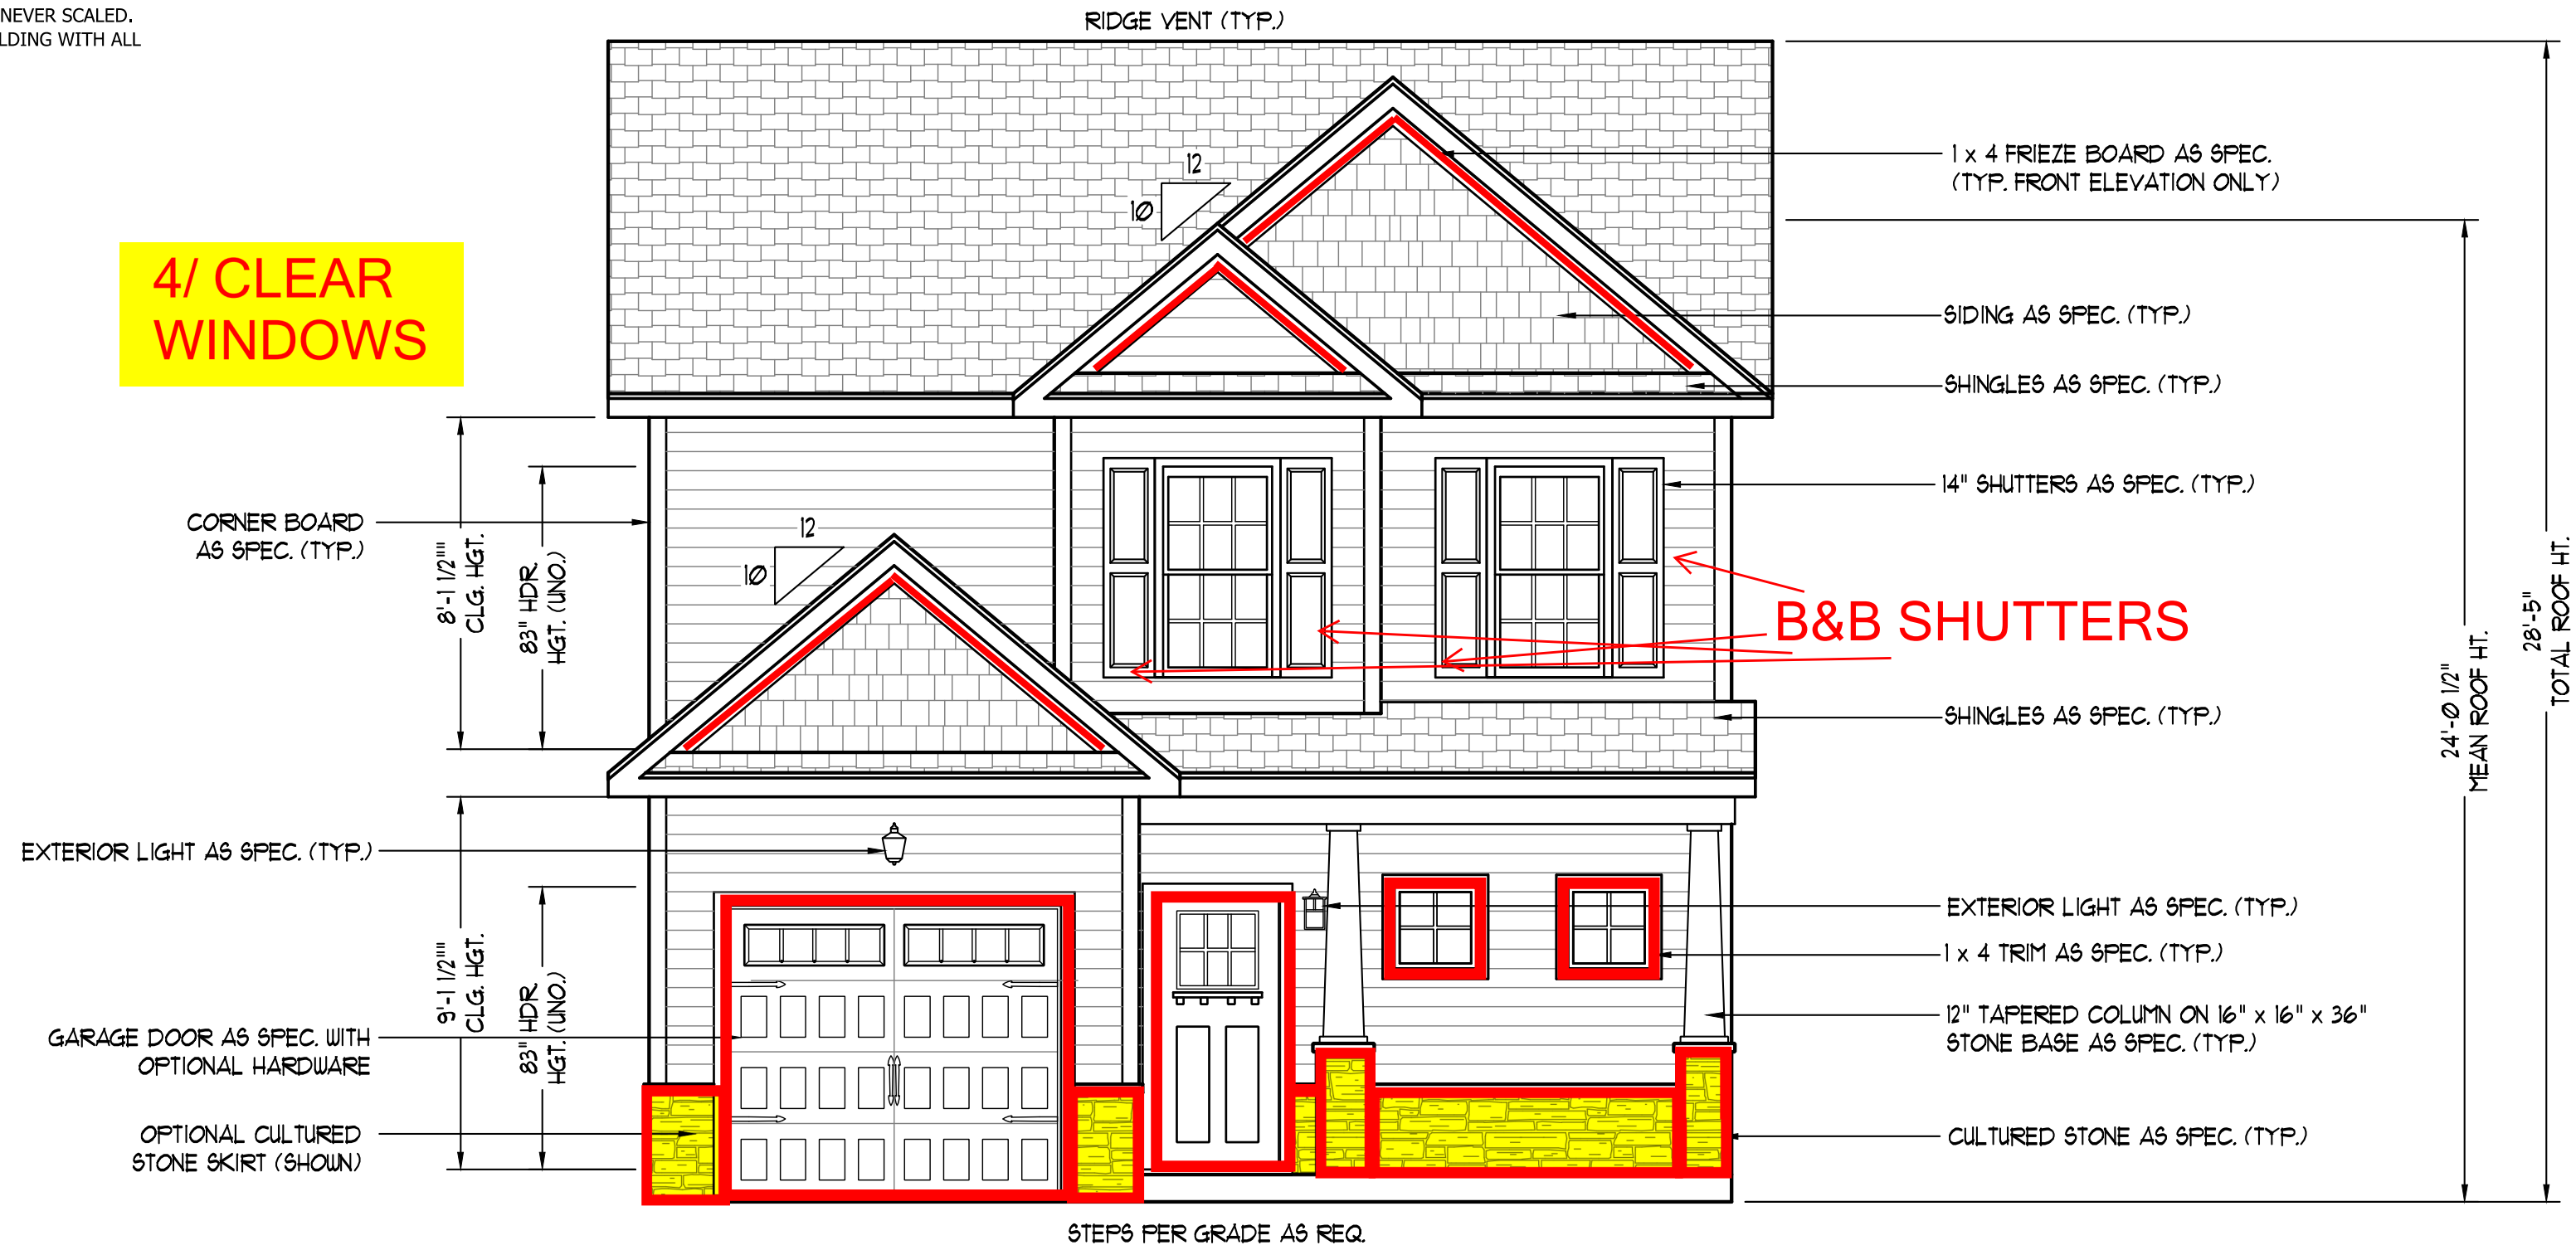 NEVER SCALED.
LDING WITH ALL
RIDGE VENT (TYP.)
4/ CLEAR
WINDOWS
12
10
1 x 4 FRIEZE BOARD AS SPEC.
(TYP. FRONT ELEVATION ONLY)
SIDING AS SPEC. (TYP.)
SHINGLES AS SPEC. (TYP.)
14" SHUTTERS AS SPEC. (TYP.)
CORNER BOARD
AS SPEC. (TYP.)
8'-1 1/2""
CLG. HGT.
83" HDR.
HGT. (UNO.)
12
10
B&B SHUTTERS
SHINGLES AS SPEC. (TYP.)
24'-0 1/2"
MEAN ROOF HT.
28'-5"
TOTAL ROOF HT.
EXTERIOR LIGHT AS SPEC. (TYP.)
9'-1 1/2""
CLG. HGT.
83" HDR.
HGT. (UNO.)
GARAGE DOOR AS SPEC. WITH
OPTIONAL HARDWARE
OPTIONAL CULTURED
STONE SKIRT (SHOWN)
EXTERIOR LIGHT AS SPEC. (TYP.)
1 x 4 TRIM AS SPEC. (TYP.)
12" TAPERED COLUMN ON 16" x 16" x 36"
STONE BASE AS SPEC. (TYP.)
CULTURED STONE AS SPEC. (TYP.)
STEPS PER GRADE AS REQ.